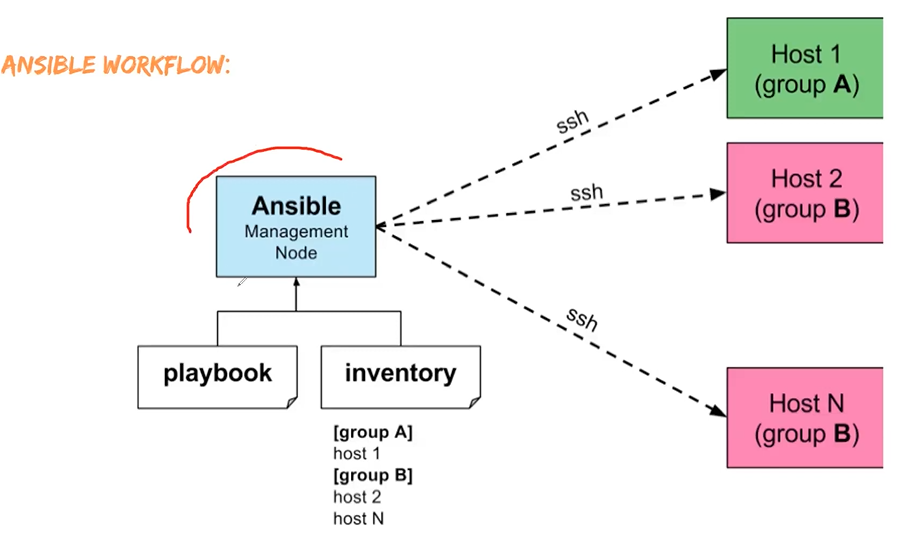 ANSIBLE WORKFLOW:
Host 1
(group A)
ssh
Host 2
(group B)
ssh
Ansible
Management
Node
ssh
playbook
inventory
Host N
(group B)
[group A]
host 1
[group B]
host 2
host N